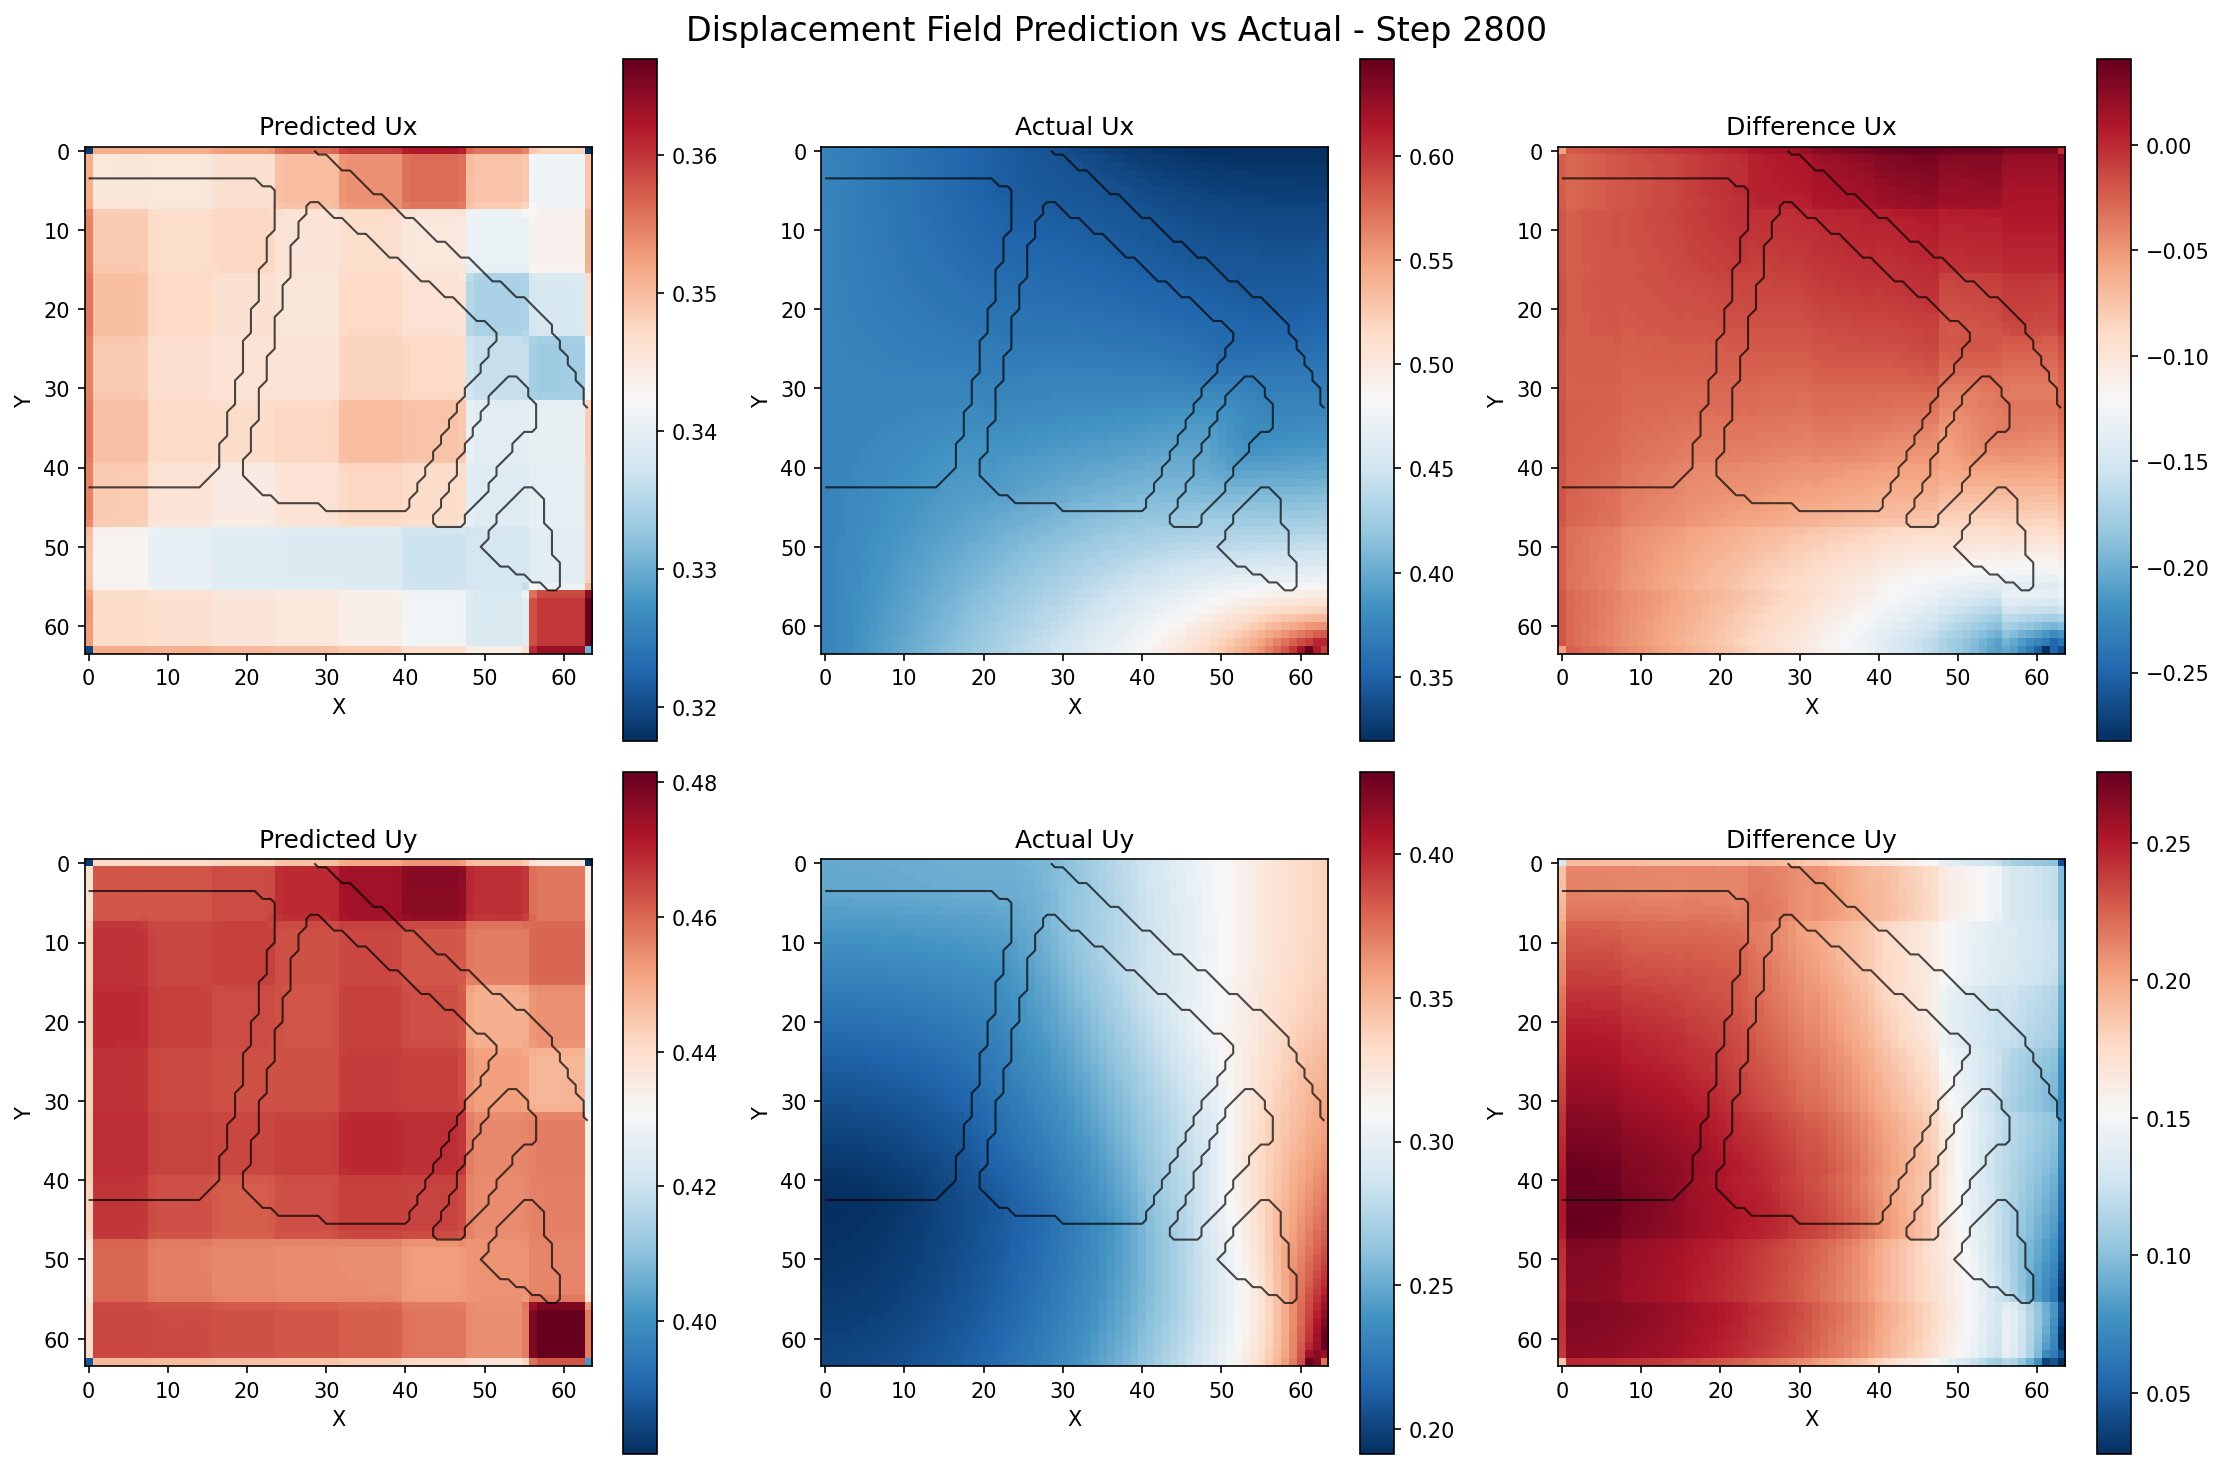 Displacement Field Prediction vs Actual - Step 2800
Predicted Ux
Y
0
10
20
30
40
50
60
0 10 20 30 40 50 60
X
0.36
0.35
0.34
0.33
0.32
Actual Ux
Y
0
10
20
30
40
50
60
0 10 20 30 40 50 60
X
0.60
0.55
0.50
0.45
0.40
0.35
Difference Ux
Y
0
10
20
30
40
50
60
0 10 20 30 40 50 60
X
0.00
−0.05
−0.10
−0.15
−0.20
−0.25
Predicted Uy
Y
0
10
20
30
40
50
60
0 10 20 30 40 50 60
X
0.48
0.46
0.44
0.42
0.40
Actual Uy
Y
0
10
20
30
40
50
60
0 10 20 30 40 50 60
X
0.40
0.35
0.30
0.25
0.20
Difference Uy
Y
0
10
20
30
40
50
60
0 10 20 30 40 50 60
X
0.25
0.20
0.15
0.10
0.05